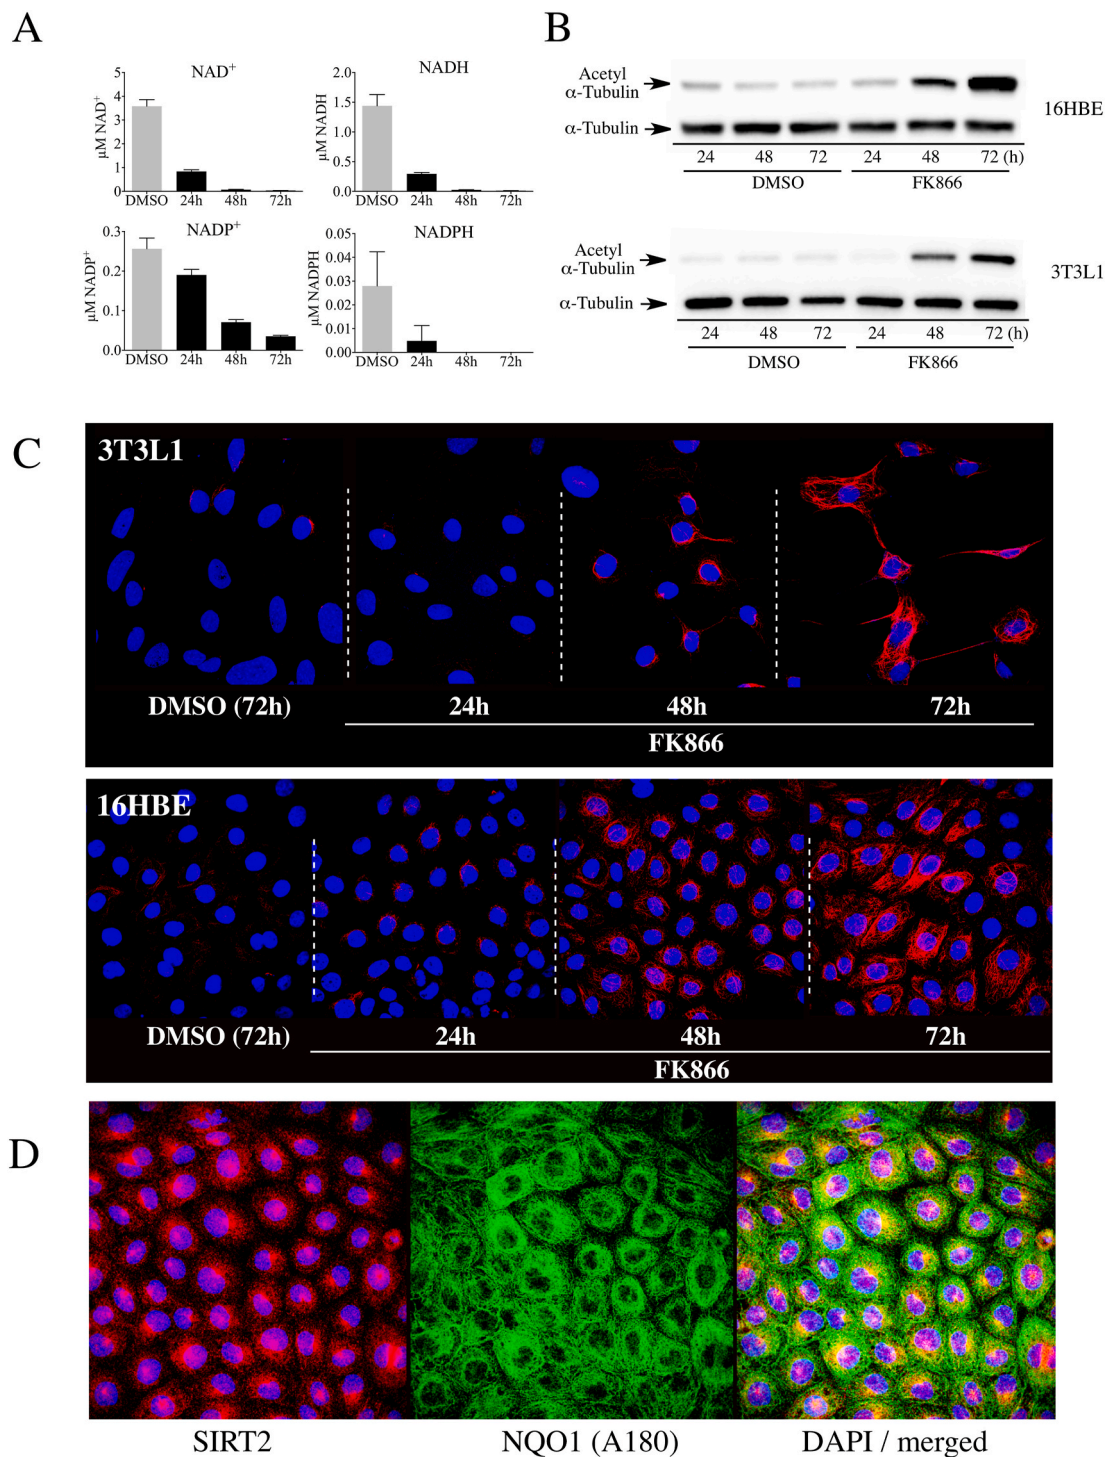 A
NAD+
µM NAD+
5
4
3
2
1
0
DMSO 24h 48h 72h
NADH
µM NADH
2.0
1.5
1.0
0.5
0.0
DMSO 24h 48h 72h
NADP+
µM NADP+
0.3
0.2
0.1
0.0
DMSO 24h 48h 72h
NADPH
µM NADPH
0.05
0.04
0.03
0.02
0.01
0.00
DMSO 24h 48h 72h
B
Acetyl
α-Tubulin
α-Tubulin
16HBE
24 48 72 24 48 72 (h)
DMSO FK866
Acetyl
α-Tubulin
α-Tubulin
3T3L1
24 48 72 24 48 72 (h)
DMSO FK866
C
3T3L1
DMSO (72h) 24h 48h 72h
FK866
16HBE
DMSO (72h) 24h 48h 72h
FK866
D
SIRT2 NQO1 (A180) DAPI / merged